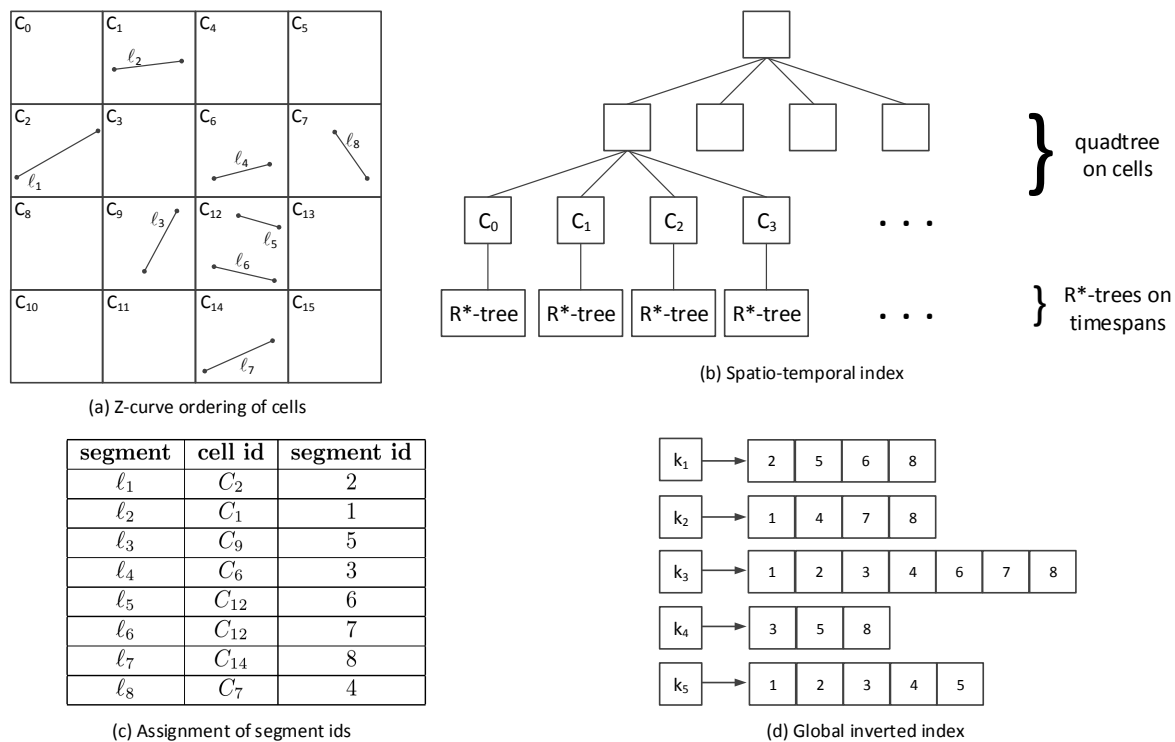 C0 C1 C4 C5
ℓ2
C2 C3 C6 C7
ℓ8
ℓ4
ℓ1
C8 C9 C12 C13
ℓ3
ℓ5
ℓ6
C10 C11 C14 C15
ℓ7
(a) Z-curve ordering of cells
quadtree
on cells
C0 C1 C2 C3 . . .
R*-tree R*-tree R*-tree R*-tree . . .
R*-trees on
timespans
(b) Spatio-temporal index
segment cell id segment id
ℓ1 C2 2
ℓ2 C1 1
ℓ3 C9 5
ℓ4 C6 3
ℓ5 C12 6
ℓ6 C12 7
ℓ7 C14 8
ℓ8 C7 4
(c) Assignment of segment ids
k1 2 5 6 8
k2 1 4 7 8
k3 1 2 3 4 6 7 8
k4 3 5 8
k5 1 2 3 4 5
(d) Global inverted index